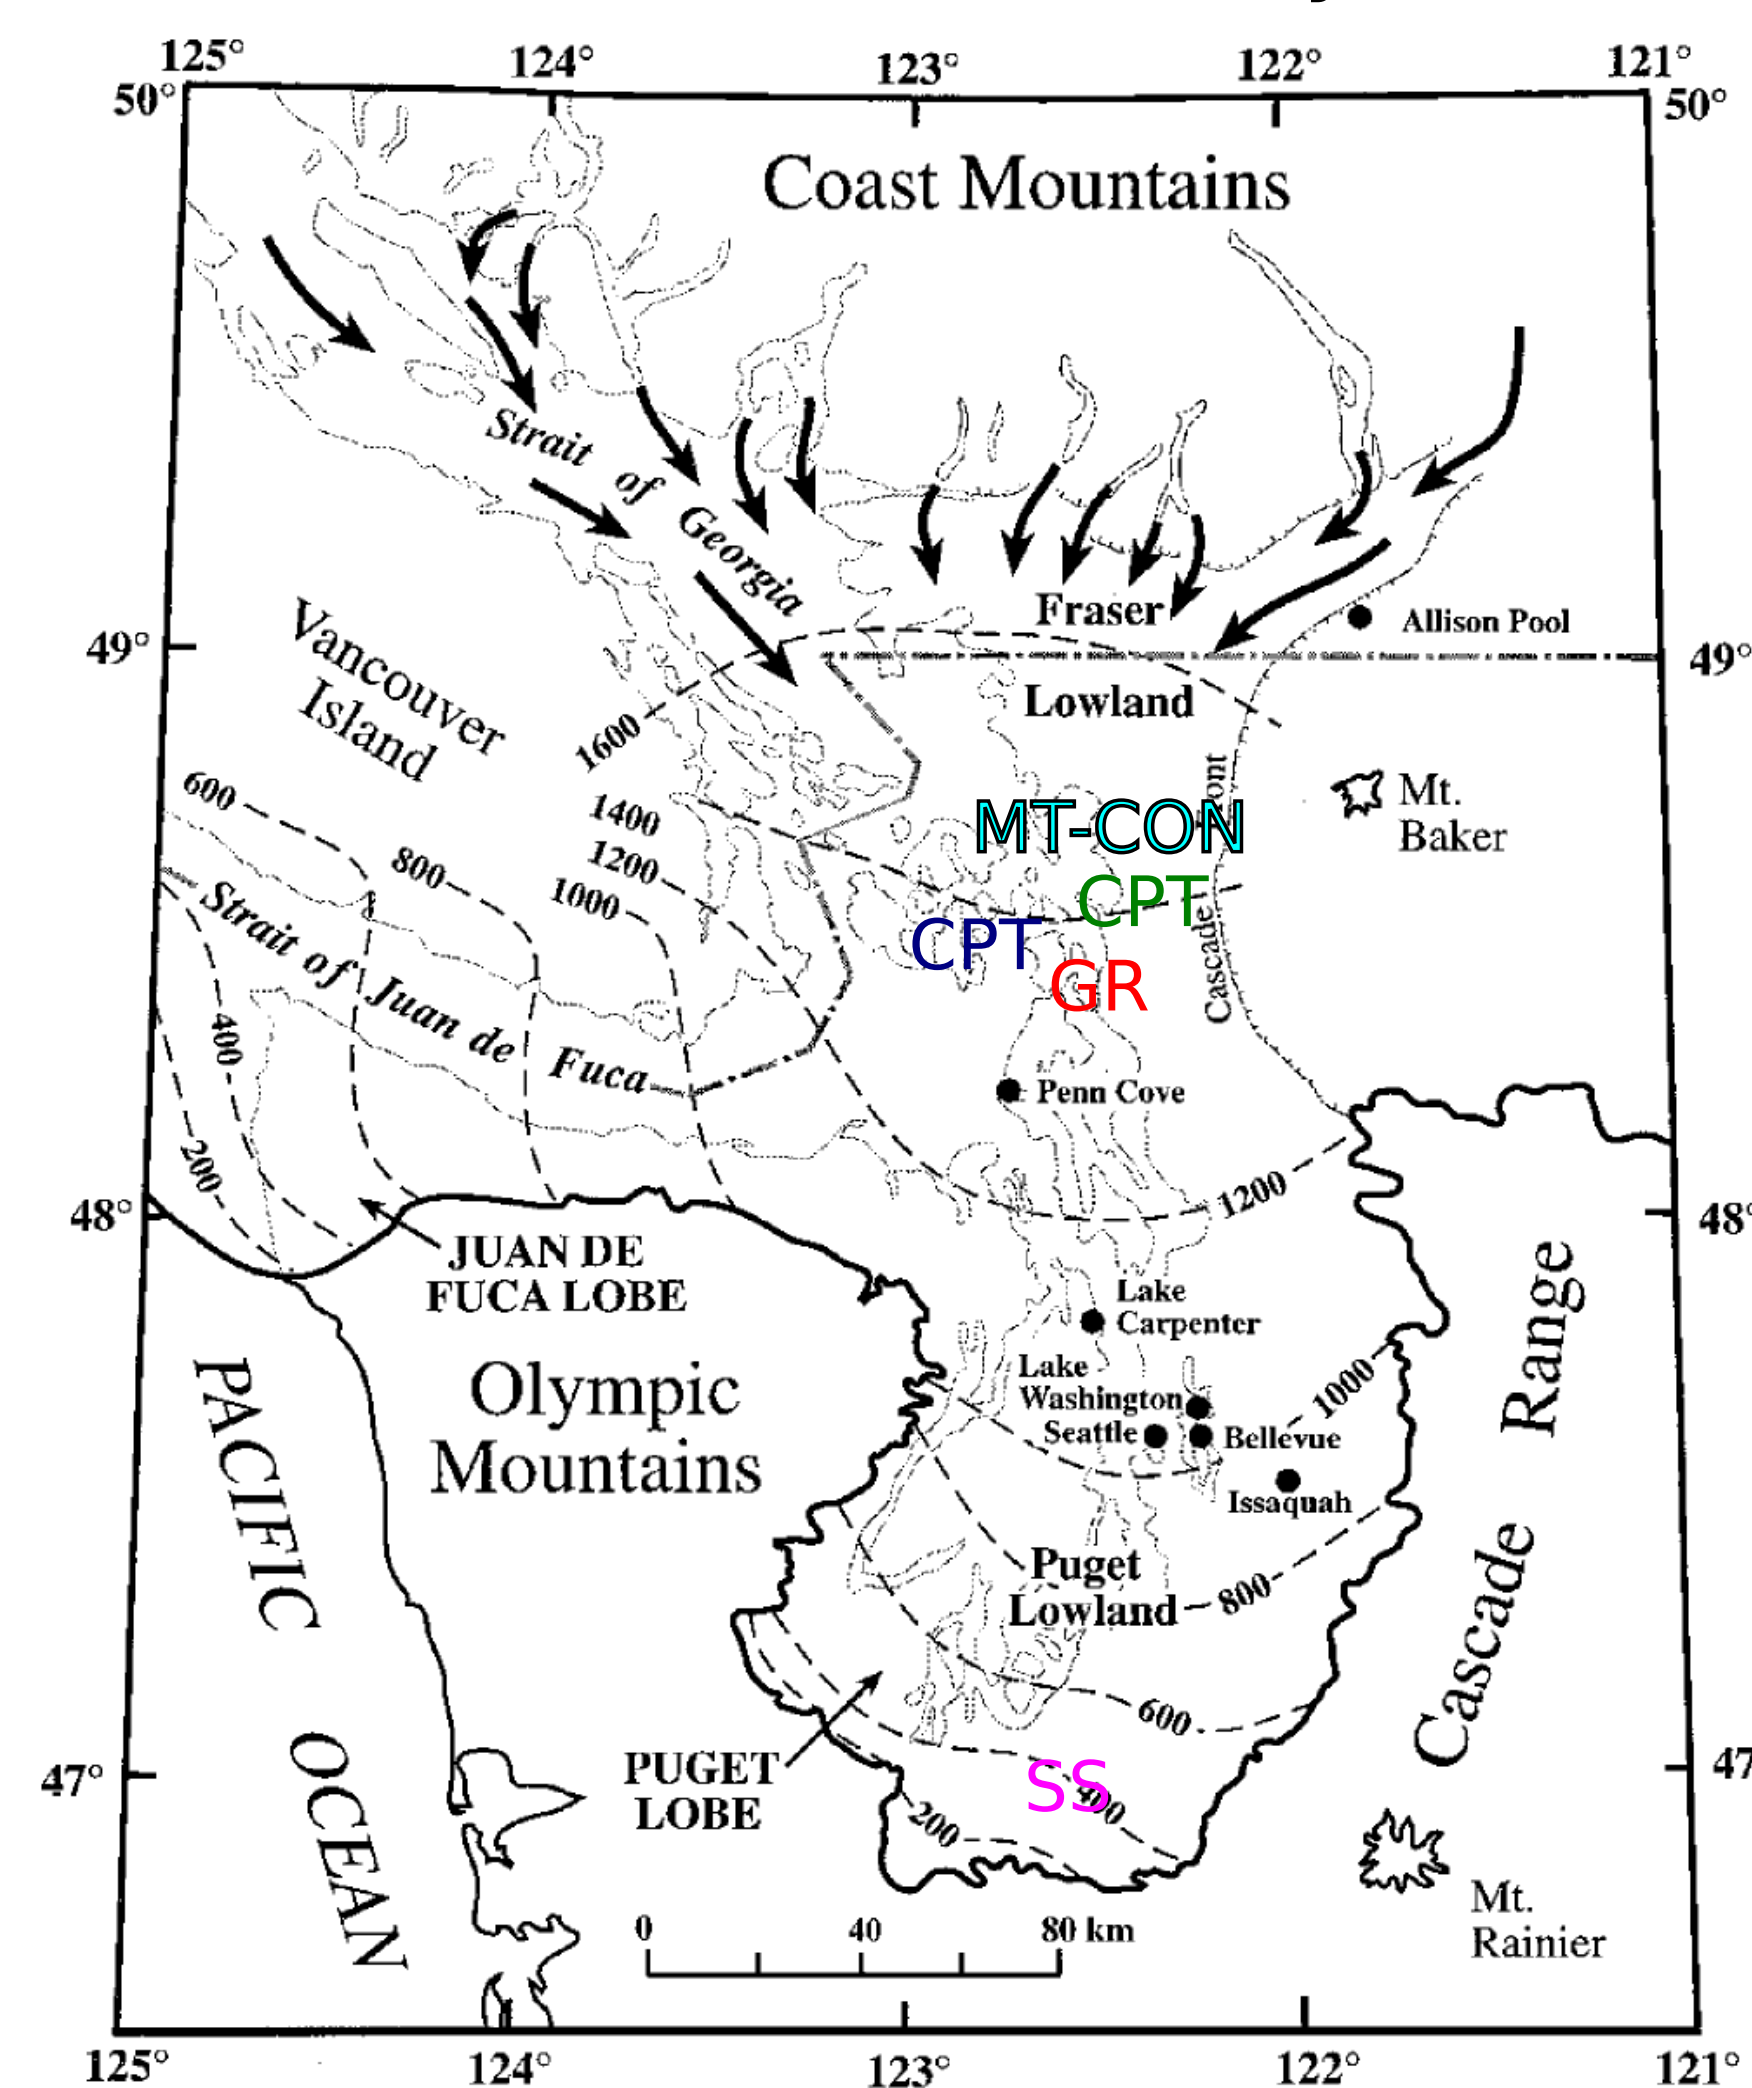 125°
124°
123°
122°
121°
50°
50°
Coast Mountains
Strait
of
Georgia
Fraser
Allison Pool
49°
49°
Vancouver
Island
Lowland
1600
600
1400
MT-CON
Mt.
Baker
800
1200
1000
CPT
CPT
Strait of Juan de Fuca
Cascade
GR
400
Penn Cove
200
1200
48°
48°
JUAN DE
FUCA LOBE
Lake
Carpenter
Olympic
Mountains
Lake
Washington
Seattle
Bellevue
1000
Issaquah
PACIFIC OCEAN
Cascade Range
Puget
Lowland
800
600
47°
47
PUGET
LOBE
SS
200
0 40 80 km
Mt.
Rainier
125°
124°
123°
122°
121°